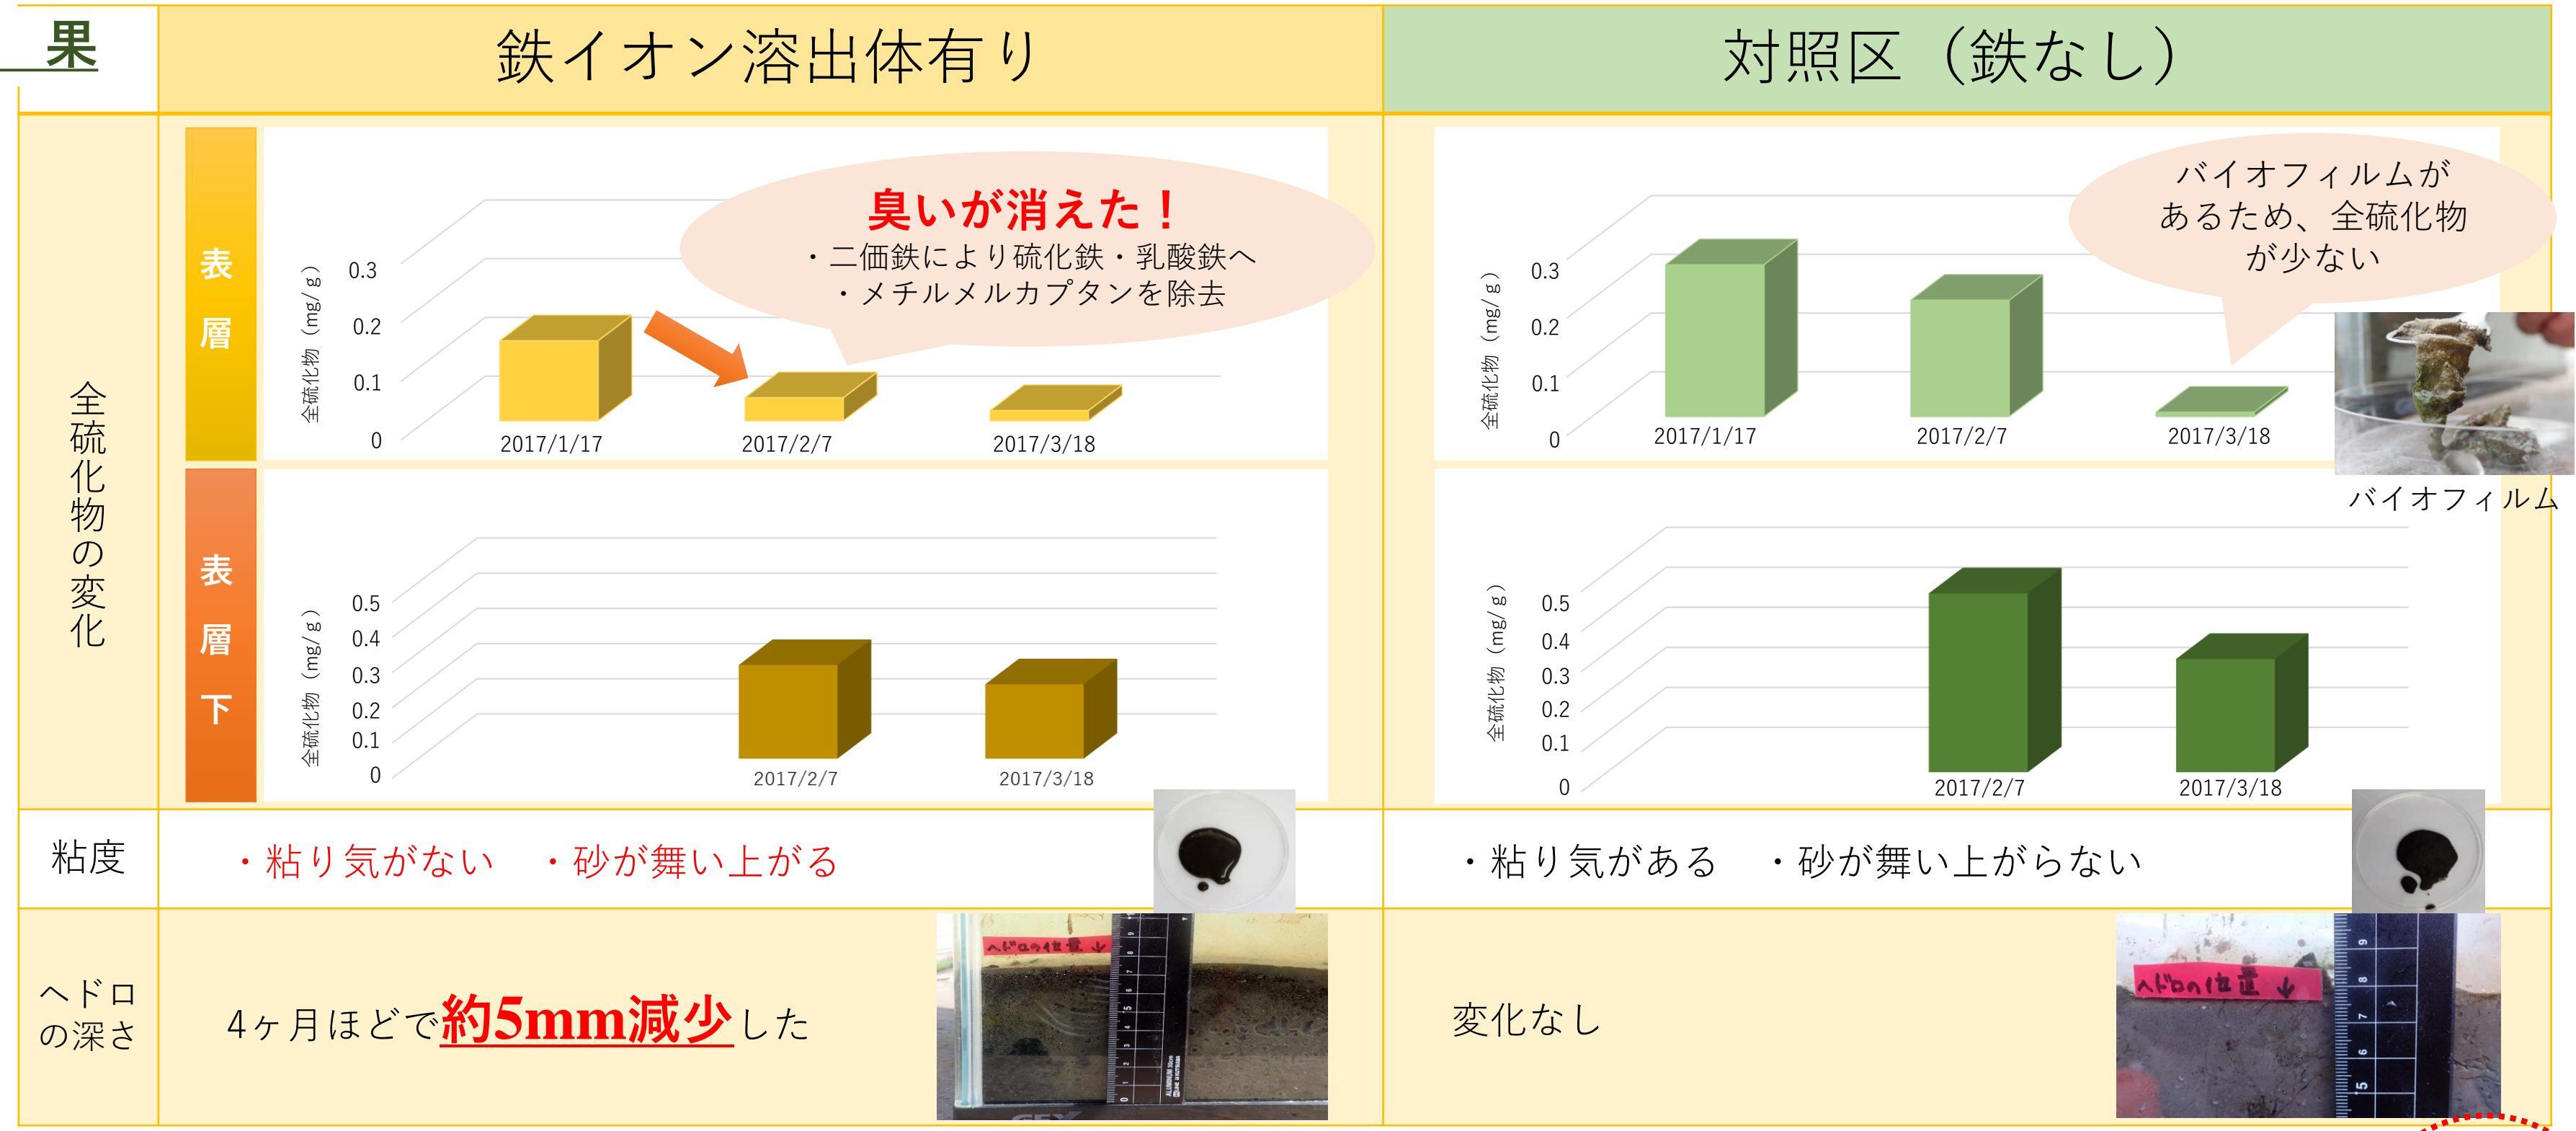 果
鉄イオン溶出体有り
対照区（鉄なし）
全硫化物の変化
表層
全硫化物（mg/g）
0.3
0.2
0.1
0
2017/1/17
2017/2/7
2017/3/18
臭いが消えた！
・二価鉄により硫化鉄・乳酸鉄へ
・メチルメルカプタンを除去
全硫化物（mg/g）
0.3
0.2
0.1
0
2017/1/17
2017/2/7
2017/3/18
バイオフィルムが
あるため、全硫化物
が少ない
バイオフィルム
表層下
全硫化物（mg/g）
0.5
0.4
0.3
0.2
0.1
0
2017/2/7
2017/3/18
全硫化物（mg/g）
0.5
0.4
0.3
0.2
0.1
0
2017/2/7
2017/3/18
粘度
・粘り気がない　・砂が舞い上がる
・粘り気がある　・砂が舞い上がらない
ヘドロ
の深さ
4ヶ月ほどで約5mm減少した
ヘドロの位置↓
変化なし
ヘドロの位置↓
9
8
7
6
5